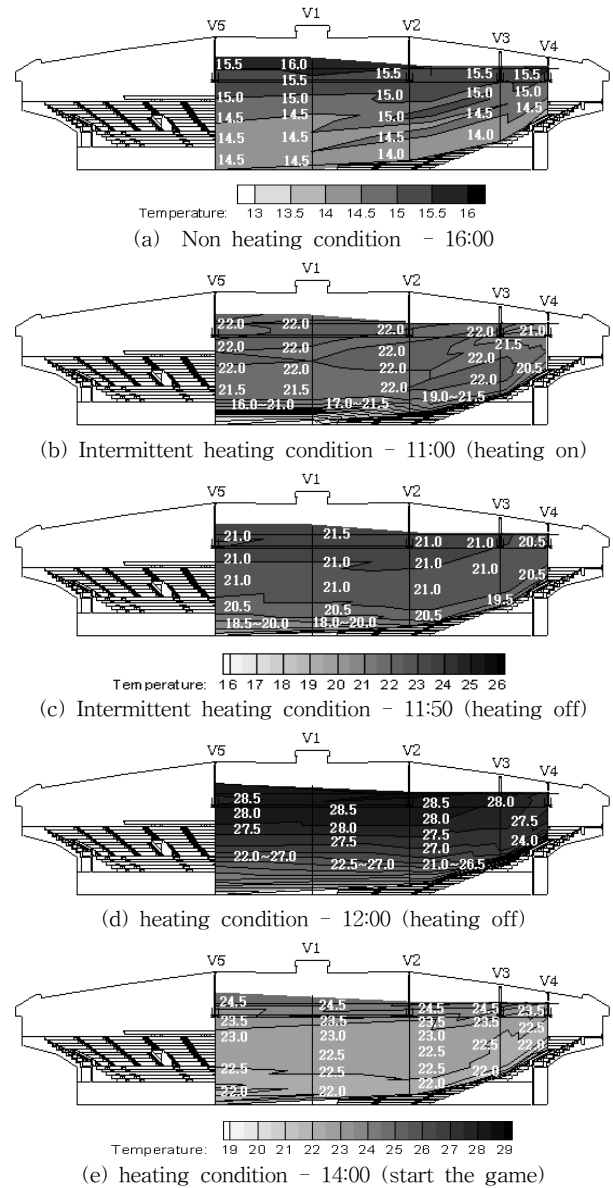 V5 V1 V2 V3 V4
15.5 16.0 15.5 15.5 15.5
15.5
15.0 15.0 15.0 15.0 15.0
14.5 14.5 15.0 14.5
14.5 14.5 14.5 14.0
14.5 14.5 14.0
Temperature: 13 13.5 14 14.5 15 15.5 16
(a) Non heating condition - 16:00
V5 V1 V2 V3 V4
22.0 22.0 22.0 22.0 21.0
22.0 22.0 22.0 21.5
22.0 22.0 22.0 22.0 20.5
21.5 21.5 22.0 22.0
16.0~21.0 17.0~21.5 19.0~21.5
(b) Intermittent heating condition - 11:00 (heating on)
V5 V1 V2 V3 V4
21.0 21.5 21.0 21.0 20.5
21.0 21.0 21.0 21.0 20.5
21.0 21.0 21.0
20.5 20.5 20.5 19.5
18.5~20.0 18.0~20.0
Temperature: 16 17 18 19 20 21 22 23 24 25 26
(c) Intermittent heating condition - 11:50 (heating off)
V5 V1 V2 V3 V4
28.5 28.5 28.5 28.0
28.0 28.0 28.0 27.5
27.5 27.5 27.5 24.0
27.0
22.0~27.0 22.5~27.0 21.0~26.5
(d) heating condition - 12:00 (heating off)
V5 V1 V2 V3 V4
24.5 24.5 24.5 24.5 23.5
23.5 23.5 23.5 23.5 22.5
23.0 23.0 23.0 22.5 22.0
22.5 22.5
22.5 22.5 22.5
22.0 22.0 22.0
Temperature: 19 20 21 22 23 24 25 26 27 28 29
(e) heating condition - 14:00 (start the game)